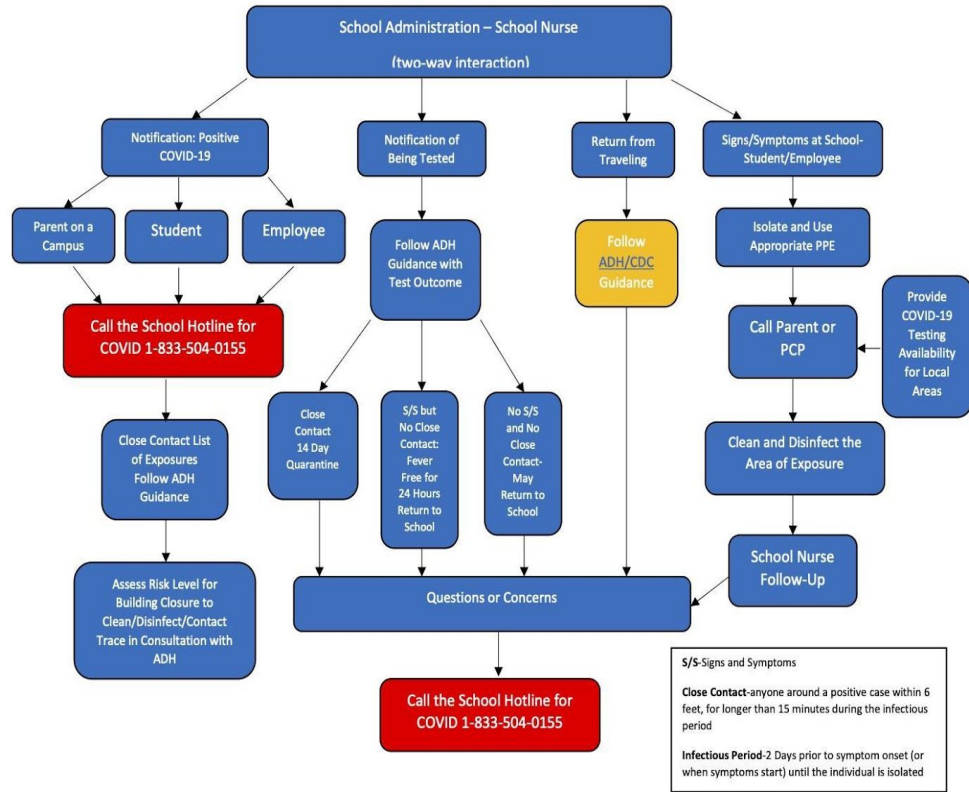 School Administration – School Nurse
(two-way interaction)
Notification: Positive
COVID-19
Notification of
Being Tested
Return from
Traveling
Signs/Symptoms at School-
Student/Employee
Parent on a
Campus
Student
Employee
Follow ADH
Guidance with
Test Outcome
Follow
ADH/CDC
Guidance
Isolate and Use
Appropriate PPE
Call the School Hotline for
COVID 1-833-504-0155
Call Parent or
PCP
Provide
COVID-19
Testing
Availability
for Local
Areas
Close Contact List
of Exposures
Follow ADH
Guidance
Close
Contact
14 Day
Quarantine
S/S but
No Close
Contact:
Fever
Free for
24 Hours
Return to
School
No S/S
and No
Close
Contact-
May
Return to
School
Clean and Disinfect the
Area of Exposure
School Nurse
Follow-Up
Assess Risk Level for
Building Closure to
Clean/Disinfect/Contact
Trace in Consultation with
ADH
Questions or Concerns
Call the School Hotline for
COVID 1-833-504-0155
S/S-Signs and Symptoms
Close Contact-anyone around a positive case within 6
feet, for longer than 15 minutes during the infectious
period
Infectious Period-2 Days prior to symptom onset (or
when symptoms start) until the individual is isolated